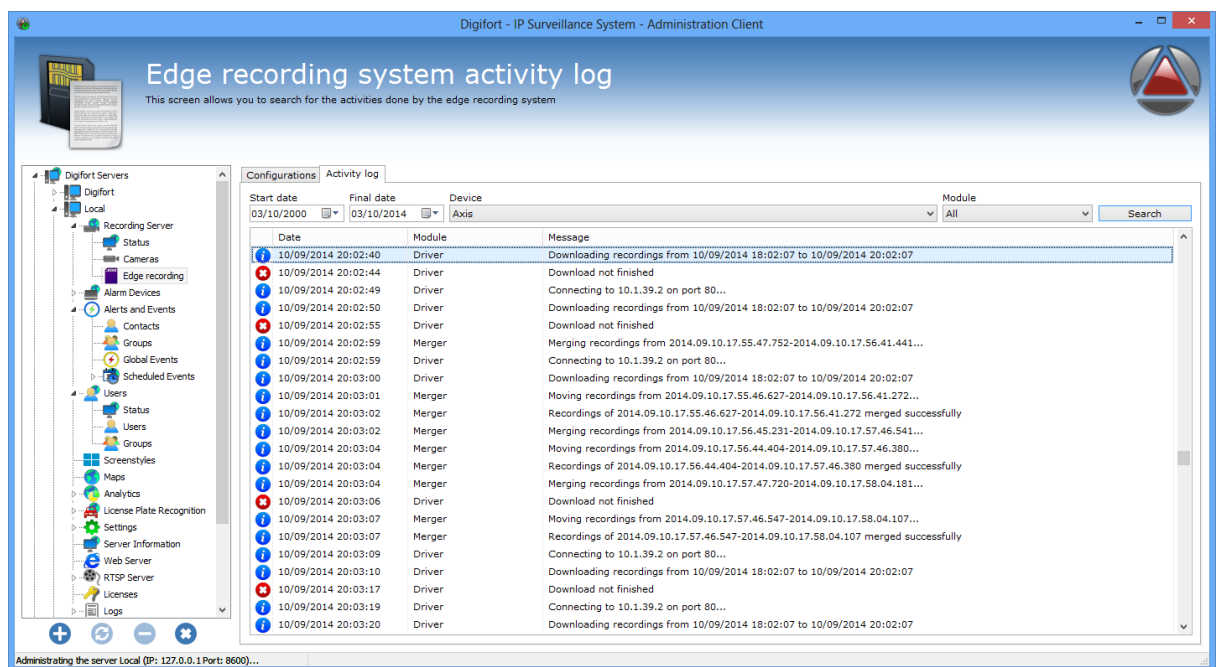 Digifort - IP Surveillance System - Administration Client
Edge recording system activity log
This screen allows you to search for the activities done by the edge recording system
Digifort Servers
Digifort
Local
Recording Server
Status
Cameras
Edge recording
Alarm Devices
Alerts and Events
Contacts
Groups
Global Events
Scheduled Events
Users
Status
Users
Groups
Screenstyles
Maps
Analytics
License Plate Recognition
Settings
Server Information
Web Server
RTSP Server
Licenses
Logs
Configurations Activity log
Start date Final date Device Module
03/10/2000 03/10/2014 Axis All Search
Date Module Message
10/09/2014 20:02:40 Driver Downloading recordings from 10/09/2014 18:02:07 to 10/09/2014 20:02:07
10/09/2014 20:02:44 Driver Download not finished
10/09/2014 20:02:49 Driver Connecting to 10.1.39.2 on port 80...
10/09/2014 20:02:50 Driver Downloading recordings from 10/09/2014 18:02:07 to 10/09/2014 20:02:07
10/09/2014 20:02:55 Driver Download not finished
10/09/2014 20:02:59 Merger Merging recordings from 2014.09.10.17.55.47.752-2014.09.10.17.56.41.441...
10/09/2014 20:02:59 Driver Connecting to 10.1.39.2 on port 80...
10/09/2014 20:03:00 Driver Downloading recordings from 10/09/2014 18:02:07 to 10/09/2014 20:02:07
10/09/2014 20:03:01 Merger Moving recordings from 2014.09.10.17.55.46.627-2014.09.10.17.56.41.272...
10/09/2014 20:03:02 Merger Recordings of 2014.09.10.17.55.46.627-2014.09.10.17.56.41.272 merged successfully
10/09/2014 20:03:02 Merger Merging recordings from 2014.09.10.17.56.45.231-2014.09.10.17.57.46.541...
10/09/2014 20:03:04 Merger Moving recordings from 2014.09.10.17.56.44.404-2014.09.10.17.57.46.380...
10/09/2014 20:03:04 Merger Recordings of 2014.09.10.17.56.44.404-2014.09.10.17.57.46.380 merged successfully
10/09/2014 20:03:04 Merger Merging recordings from 2014.09.10.17.57.47.720-2014.09.10.17.58.04.181...
10/09/2014 20:03:06 Driver Download not finished
10/09/2014 20:03:07 Merger Moving recordings from 2014.09.10.17.57.46.547-2014.09.10.17.58.04.107...
10/09/2014 20:03:07 Merger Recordings of 2014.09.10.17.57.46.547-2014.09.10.17.58.04.107 merged successfully
10/09/2014 20:03:09 Driver Connecting to 10.1.39.2 on port 80...
10/09/2014 20:03:10 Driver Downloading recordings from 10/09/2014 18:02:07 to 10/09/2014 20:02:07
10/09/2014 20:03:17 Driver Download not finished
10/09/2014 20:03:19 Driver Connecting to 10.1.39.2 on port 80...
10/09/2014 20:03:20 Driver Downloading recordings from 10/09/2014 18:02:07 to 10/09/2014 20:02:07
Administrating the server Local (IP: 127.0.0.1 Port: 8600)...